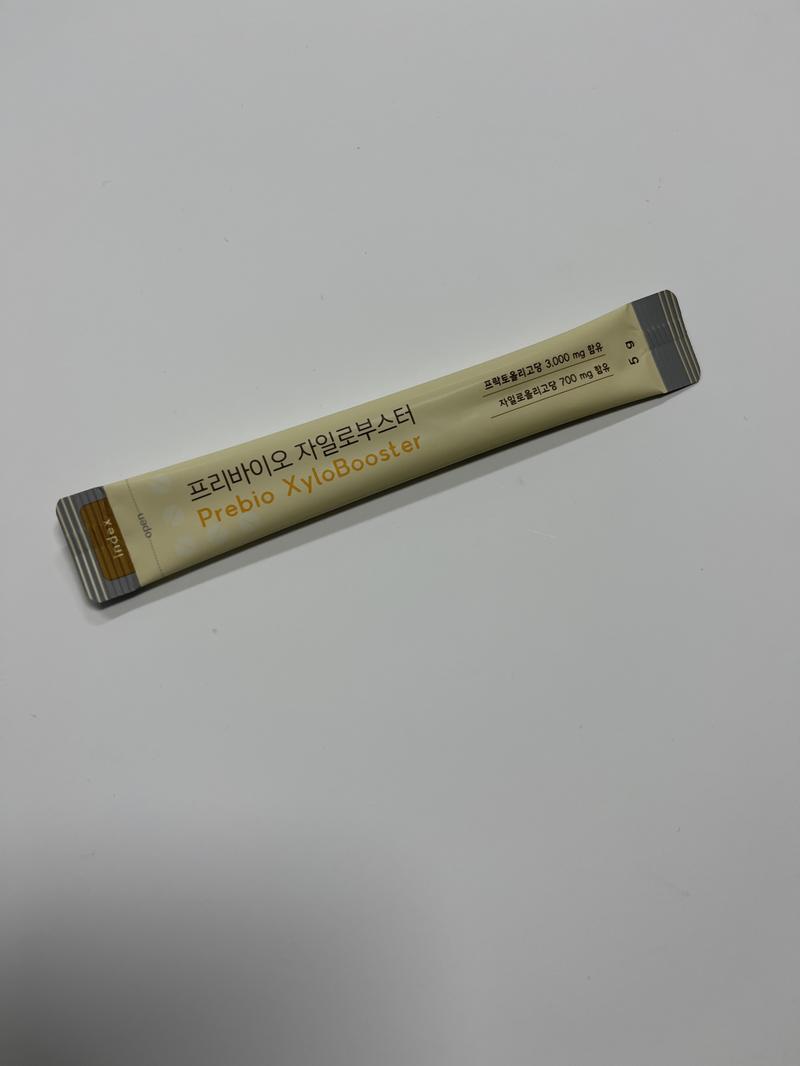 Index
open
프리바이오 자일로부스터
Prebio XyloBooster
프락토올리고당 3,000 mg 함유
자일로올리고당 700 mg 함유
5 g